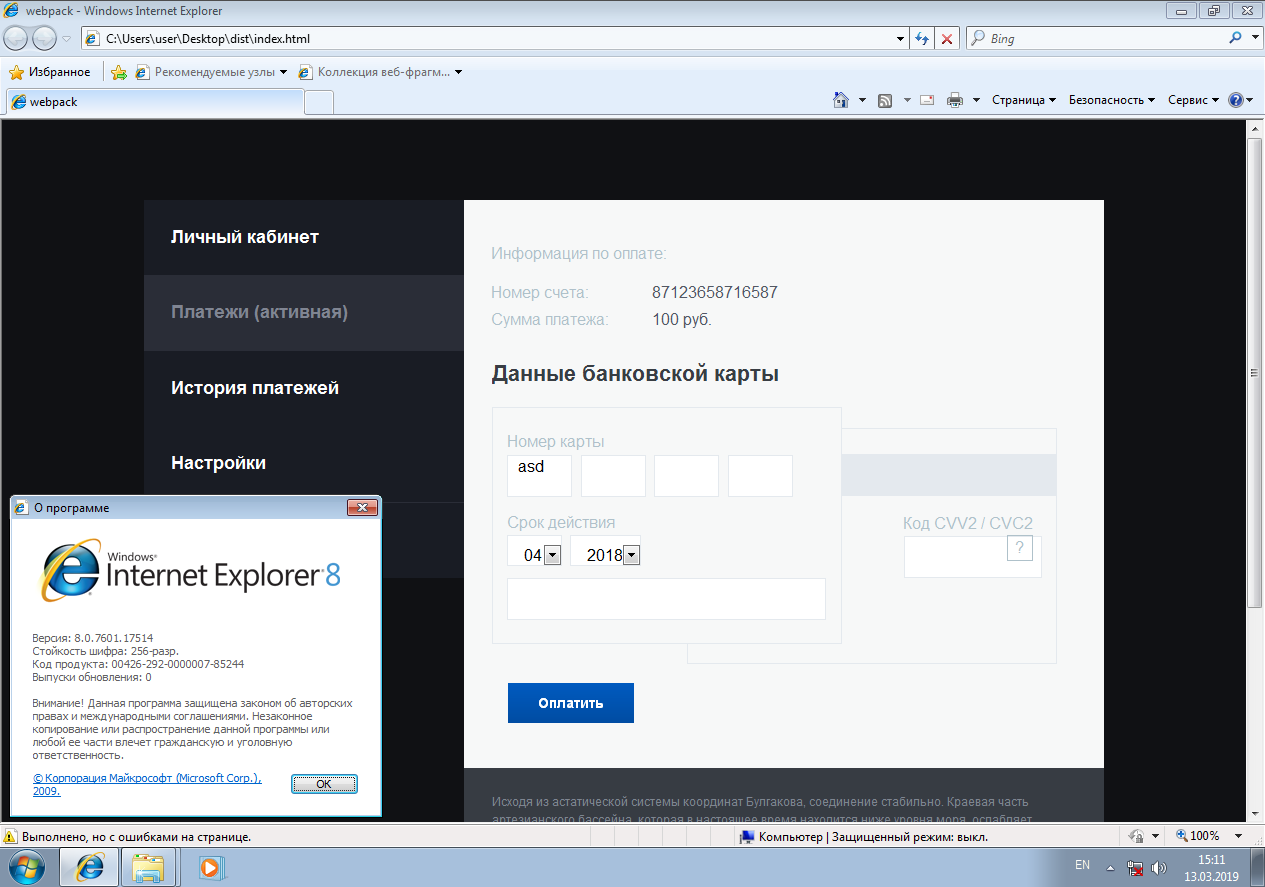 webpack - Windows Internet Explorer
C:\Users\user\Desktop\dist\index.html
Bing
Избранное
Рекомендуемые узлы
Коллекция веб-фрагм...
webpack
Страница
Безопасность
Сервис
Личный кабинет
Платежи (активная)
История платежей
Настройки
Информация по оплате:
Номер счета: 87123658716587
Сумма платежа: 100 руб.
Данные банковской карты
Номер карты
asd
Срок действия
04 2018
Код CVV2 / CVC2
?
Оплатить
Исходя из астатической системы координат Булгакова, соединение стабильно. Краевая часть
артезианского бассейна, которая в настоящее время находится ниже уровня моря, ослабляет
О программе
Windows®
Internet Explorer 8
Версия: 8.0.7601.17514
Стойкость шифра: 256-разр.
Код продукта: 00426-292-0000007-85244
Выпуски обновления: 0
Внимание! Данная программа защищена законом об авторских
правах и международными соглашениями. Незаконное
копирование или распространение данной программы или
любой ее части влечет гражданскую и уголовную
ответственность.
© Корпорация Майкрософт (Microsoft Corp.),
2009.
OK
Выполнено, но с ошибками на странице.
Компьютер | Защищенный режим: выкл.
100%
EN
15:11
13.03.2019